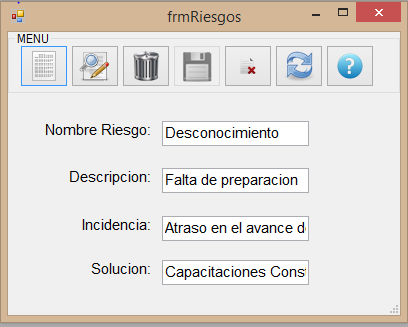 frmRiesgos
MENU
?
Nombre Riesgo: Desconocimiento
Descripcion: Falta de preparacion
Incidencia: Atraso en el avance d
Solucion: Capacitaciones Cons